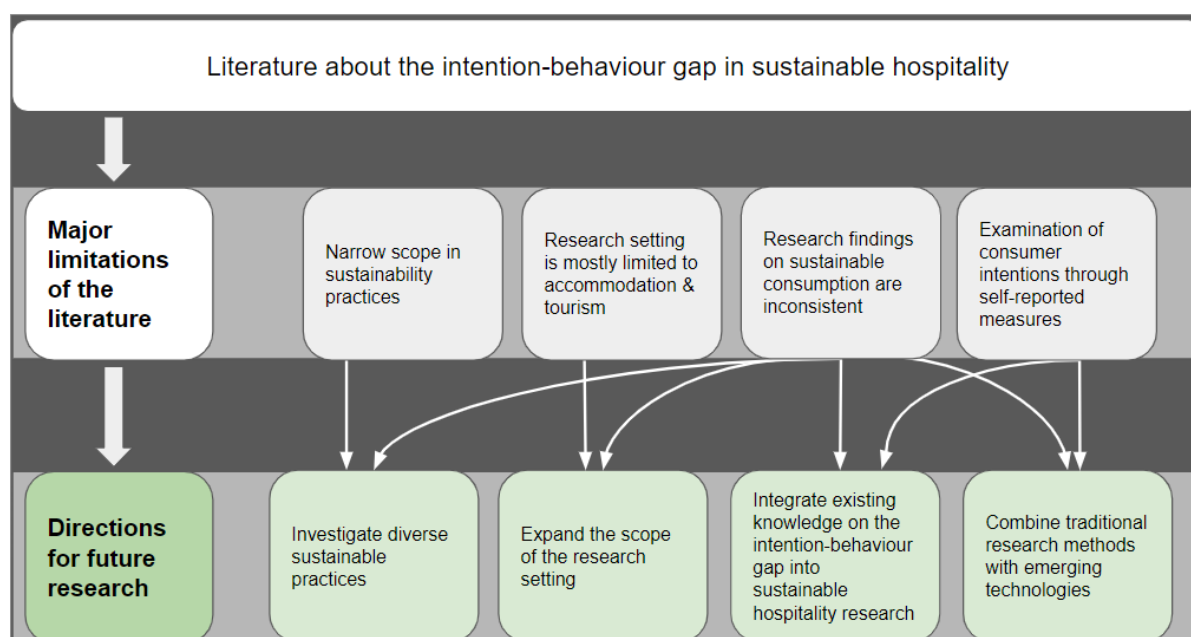 Literature about the intention-behaviour gap in sustainable hospitality
Major
limitations
of the
literature
Narrow scope in
sustainability
practices
Research setting
is mostly limited to
accommodation &
tourism
Research findings
on sustainable
consumption are
inconsistent
Examination of
consumer
intentions through
self-reported
measures
Directions
for future
research
Investigate diverse
sustainable
practices
Expand the scope
of the research
setting
Integrate existing
knowledge on the
intention-behaviour
gap into
sustainable
hospitality research
Combine traditional
research methods
with emerging
technologies